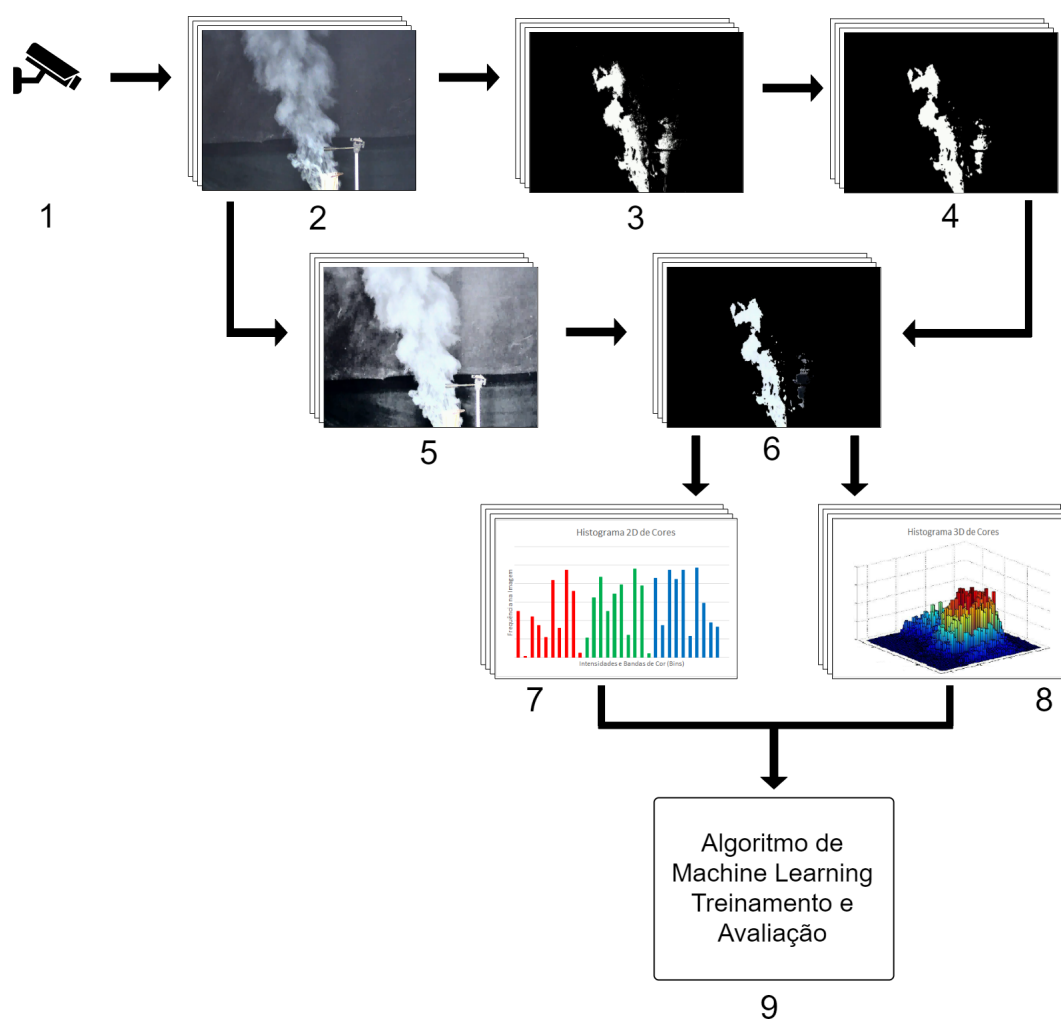 1
2
3
4
5
6
Histograma 2D de Cores
Frequência na Imagem
Intensidades e Bandas de Cor (Bins)
7
Histograma 3D de Cores
8
Algoritmo de
Machine Learning
Treinamento e
Avaliação
9